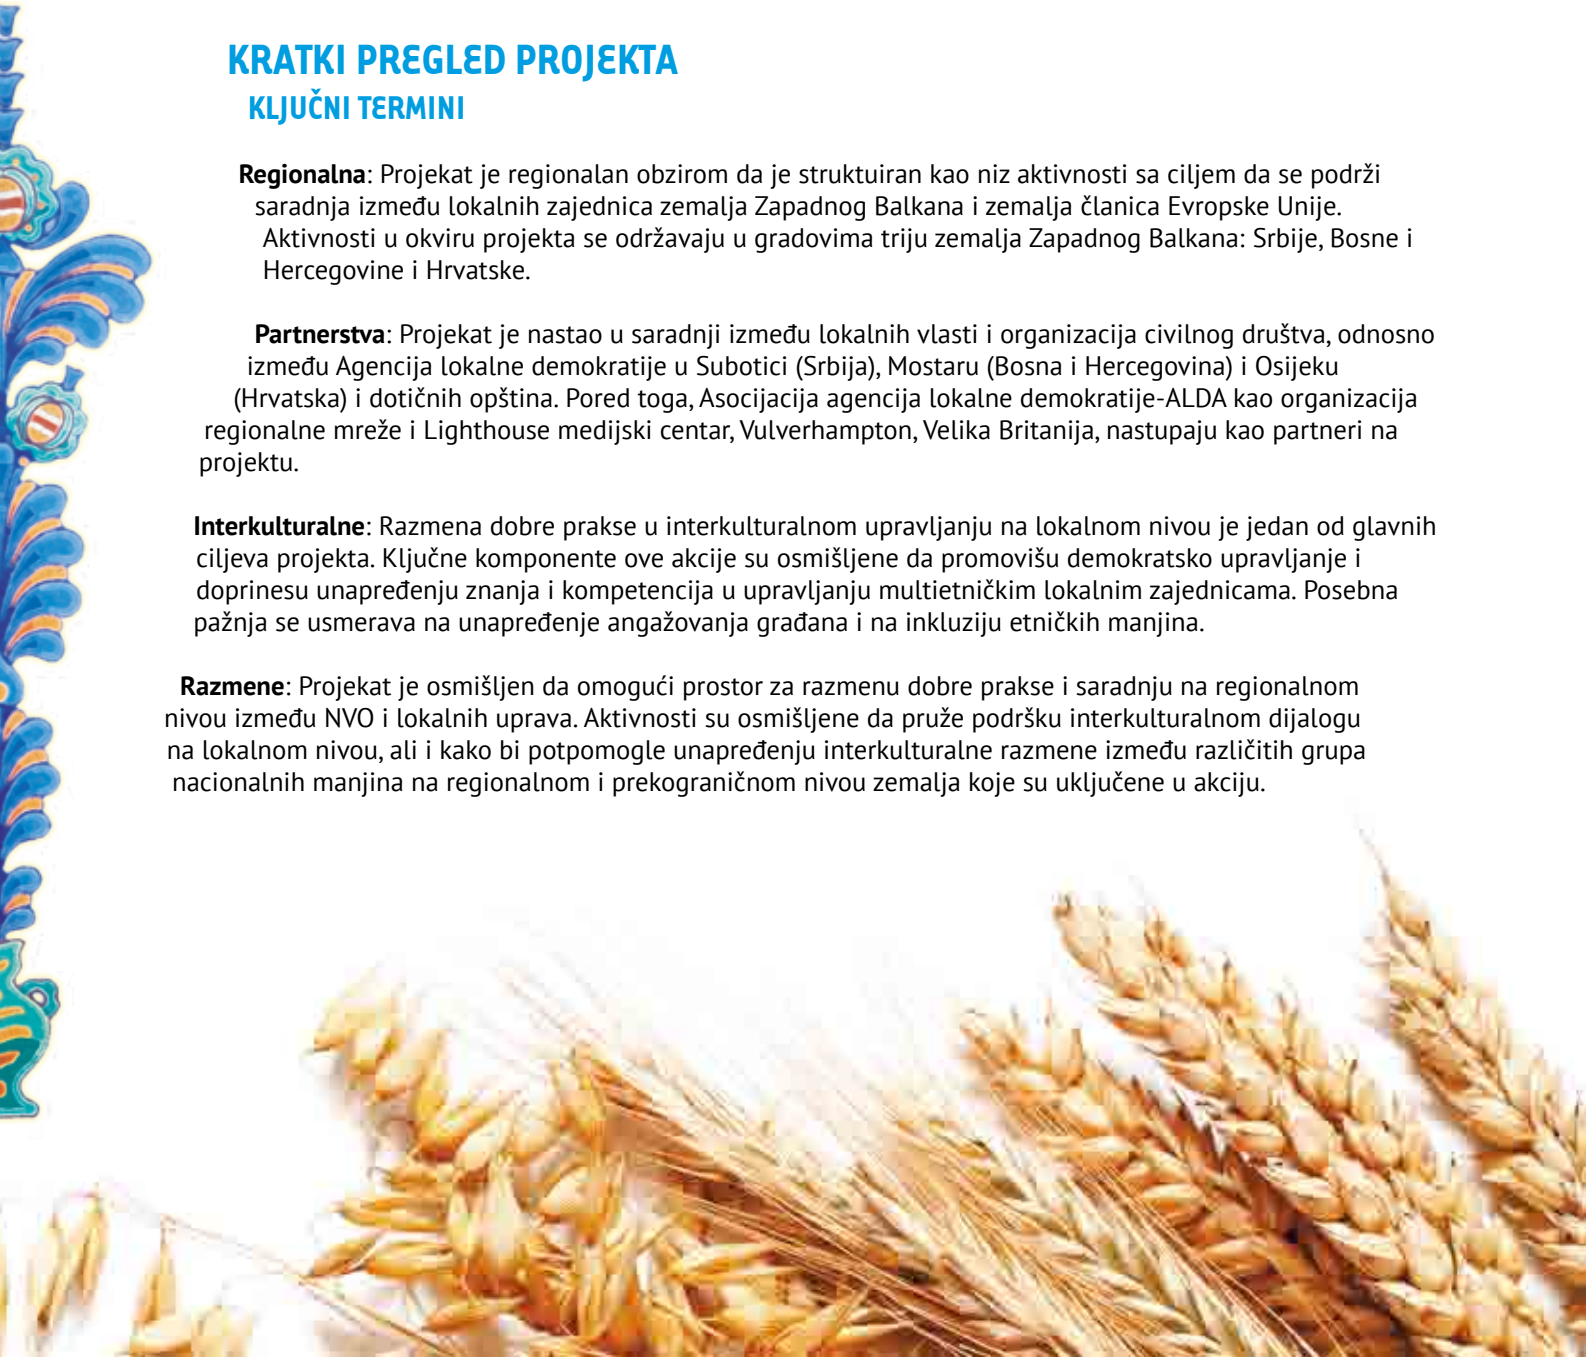 KRATKI PREGLED PROJEKTA
KLJUČNI TERMINI
Regionalna: Projekat je regionalan obzirom da je struktuiran kao niz aktivnosti sa ciljem da se podrži
saradnja između lokalnih zajednica zemalja Zapadnog Balkana i zemalja članica Evropske Unije.
Aktivnosti u okviru projekta se održavaju u gradovima triju zemalja Zapadnog Balkana: Srbije, Bosne i
Hercegovine i Hrvatske.
Partnerstva: Projekat je nastao u saradnji između lokalnih vlasti i organizacija civilnog društva, odnosno
između Agencija lokalne demokratije u Subotici (Srbija), Mostaru (Bosna i Hercegovina) i Osijeku
(Hrvatska) i dotičnih opština. Pored toga, Asocijacija agencija lokalne demokratije-ALDA kao organizacija
regionalne mreže i Lighthouse medijski centar, Vulverhampton, Velika Britanija, nastupaju kao partneri na
projektu.
Interkulturalne: Razmena dobre prakse u interkulturalnom upravljanju na lokalnom nivou je jedan od glavnih
ciljeva projekta. Ključne komponente ove akcije su osmišljene da promovišu demokratsko upravljanje i
doprinesu unapređenju znanja i kompetencija u upravljanju multietničkim lokalnim zajednicama. Posebna
pažnja se usmerava na unapređenje angažovanja građana i na inkluziju etničkih manjina.
Razmene: Projekat je osmišljen da omogući prostor za razmenu dobre prakse i saradnju na regionalnom
nivou između NVO i lokalnih uprava. Aktivnosti su osmišljene da pruže podršku interkulturalnom dijalogu
na lokalnom nivou, ali i kako bi potpomogle unapređenju interkulturalne razmene između različitih grupa
nacionalnih manjina na regionalnom i prekograničnom nivou zemalja koje su uključene u akciju.